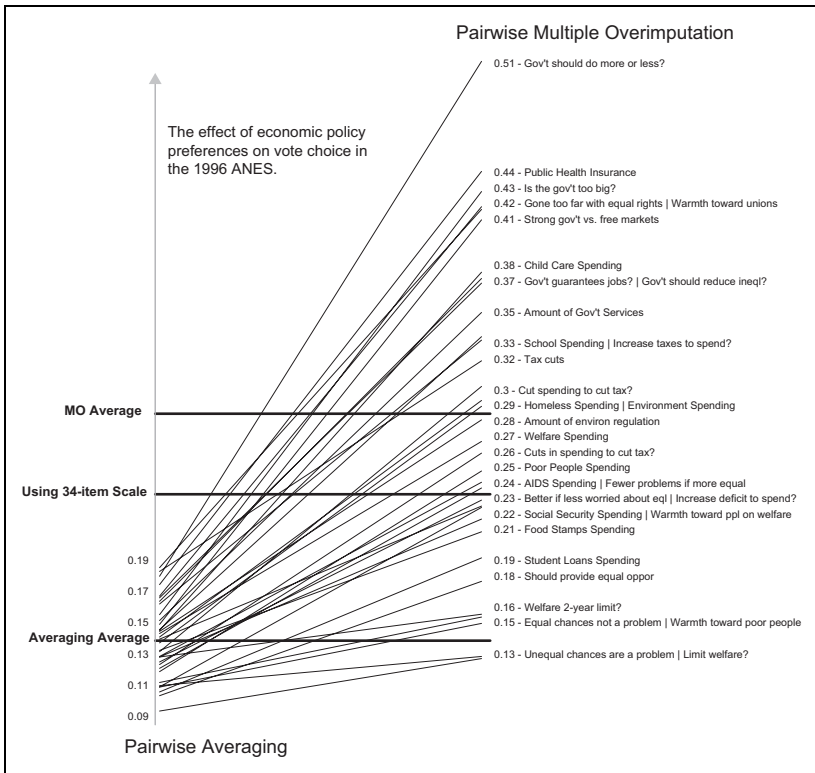 Pairwise Multiple Overimputation
0.51 - Gov't should do more or less?
The effect of economic policy
preferences on vote choice in
the 1996 ANES.
0.44 - Public Health Insurance
0.43 - Is the gov't too big?
0.42 - Gone too far with equal rights | Warmth toward unions
0.41 - Strong gov't vs. free markets
0.38 - Child Care Spending
0.37 - Gov't guarantees jobs? | Gov't should reduce ineql?
0.35 - Amount of Gov't Services
0.33 - School Spending | Increase taxes to spend?
0.32 - Tax cuts
0.3 - Cut spending to cut tax?
0.29 - Homeless Spending | Environment Spending
MO Average
0.28 - Amount of environ regulation
0.27 - Welfare Spending
0.26 - Cuts in spending to cut tax?
0.25 - Poor People Spending
0.24 - AIDS Spending | Fewer problems if more equal
Using 34-item Scale
0.23 - Better if less worried about eql | Increase deficit to spend?
0.22 - Social Security Spending | Warmth toward ppl on welfare
0.21 - Food Stamps Spending
0.19
0.19 - Student Loans Spending
0.18 - Should provide equal oppor
0.17
0.16 - Welfare 2-year limit?
0.15
0.15 - Equal chances not a problem | Warmth toward poor people
Averaging Average
0.13
0.13 - Unequal chances are a problem | Limit welfare?
0.11
0.09
Pairwise Averaging